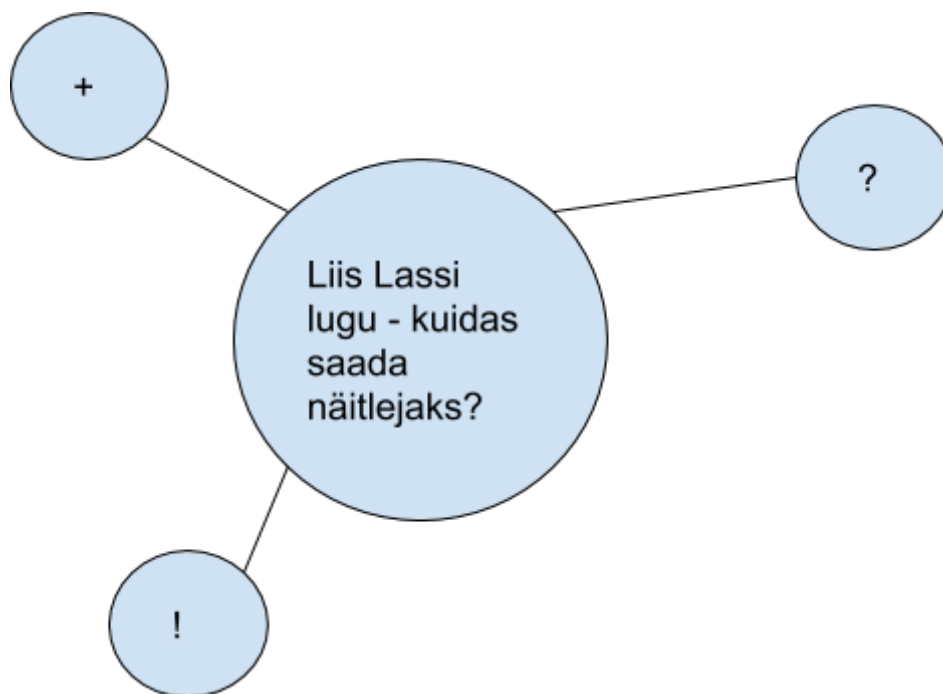 +
?
Liis Lassi
lugu - kuidas
saada
näitlejaks?
!